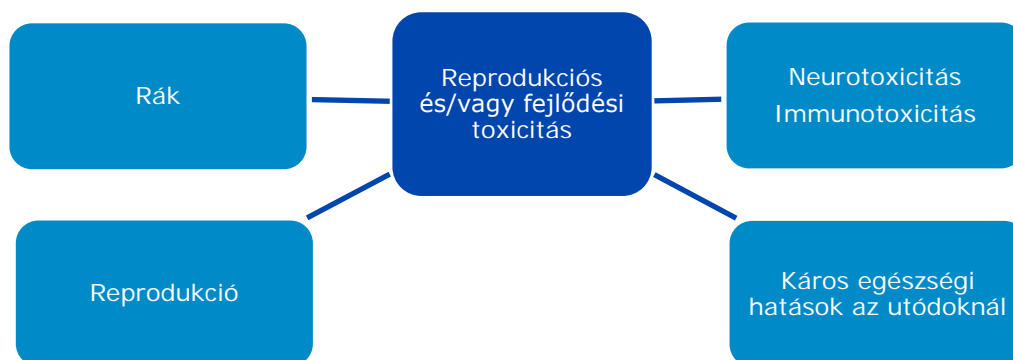 Rák
Reprodukciós
és/vagy fejlődési
toxicitás
Neurotoxicitás
Immunotoxicitás
Reprodukció
Káros egészségi
hatások az utódoknál